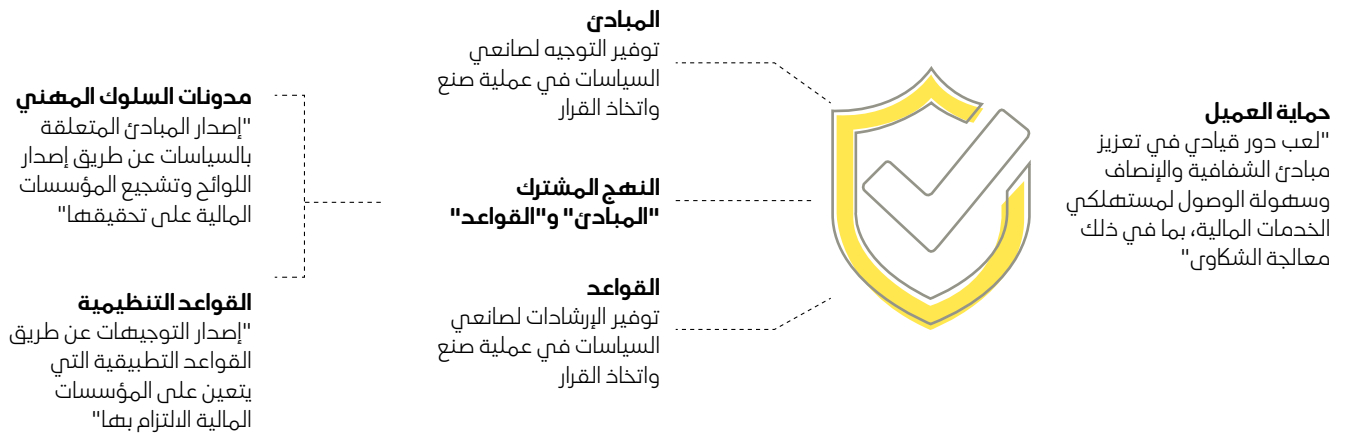 حماية العميل
"لعب دور قيادي في تعزيز
مبادئ الشفافية والإنصاف
وسهولة الوصول لمستهلكي
الخدمات المالية، بما في ذلك
معالجة الشكاوى"
المبادئ
توفير التوجيه لصانعي
السياسات في عملية صنع
واتخاذ القرار
النهج المشترك
"المبادئ" و"القواعد"
القواعد
توفير الإرشادات لصانعي
السياسات في عملية صنع
واتخاذ القرار
مدونات السلوك المهني
"إصدار المبادئ المتعلقة
بالسياسات عن طريق إصدار
اللوائح وتشجيع المؤسسات
المالية على تحقيقها"
القواعد التنظيمية
"إصدار التوجيهات عن طريق
القواعد التطبيقية التي
يتعين على المؤسسات
المالية الالتزام بها"